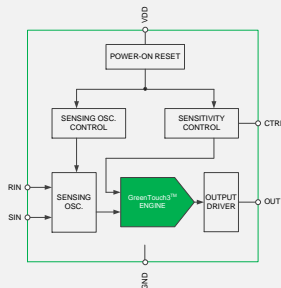 VDD
POWER-ON RESET
SENSING OSC.
CONTROL
SENSITIVITY
CONTROL
CTRL
RIN
SIN
SENSING
OSC.
GreenTouch3™
ENGINE
OUTPUT
DRIVER
OUT
GND